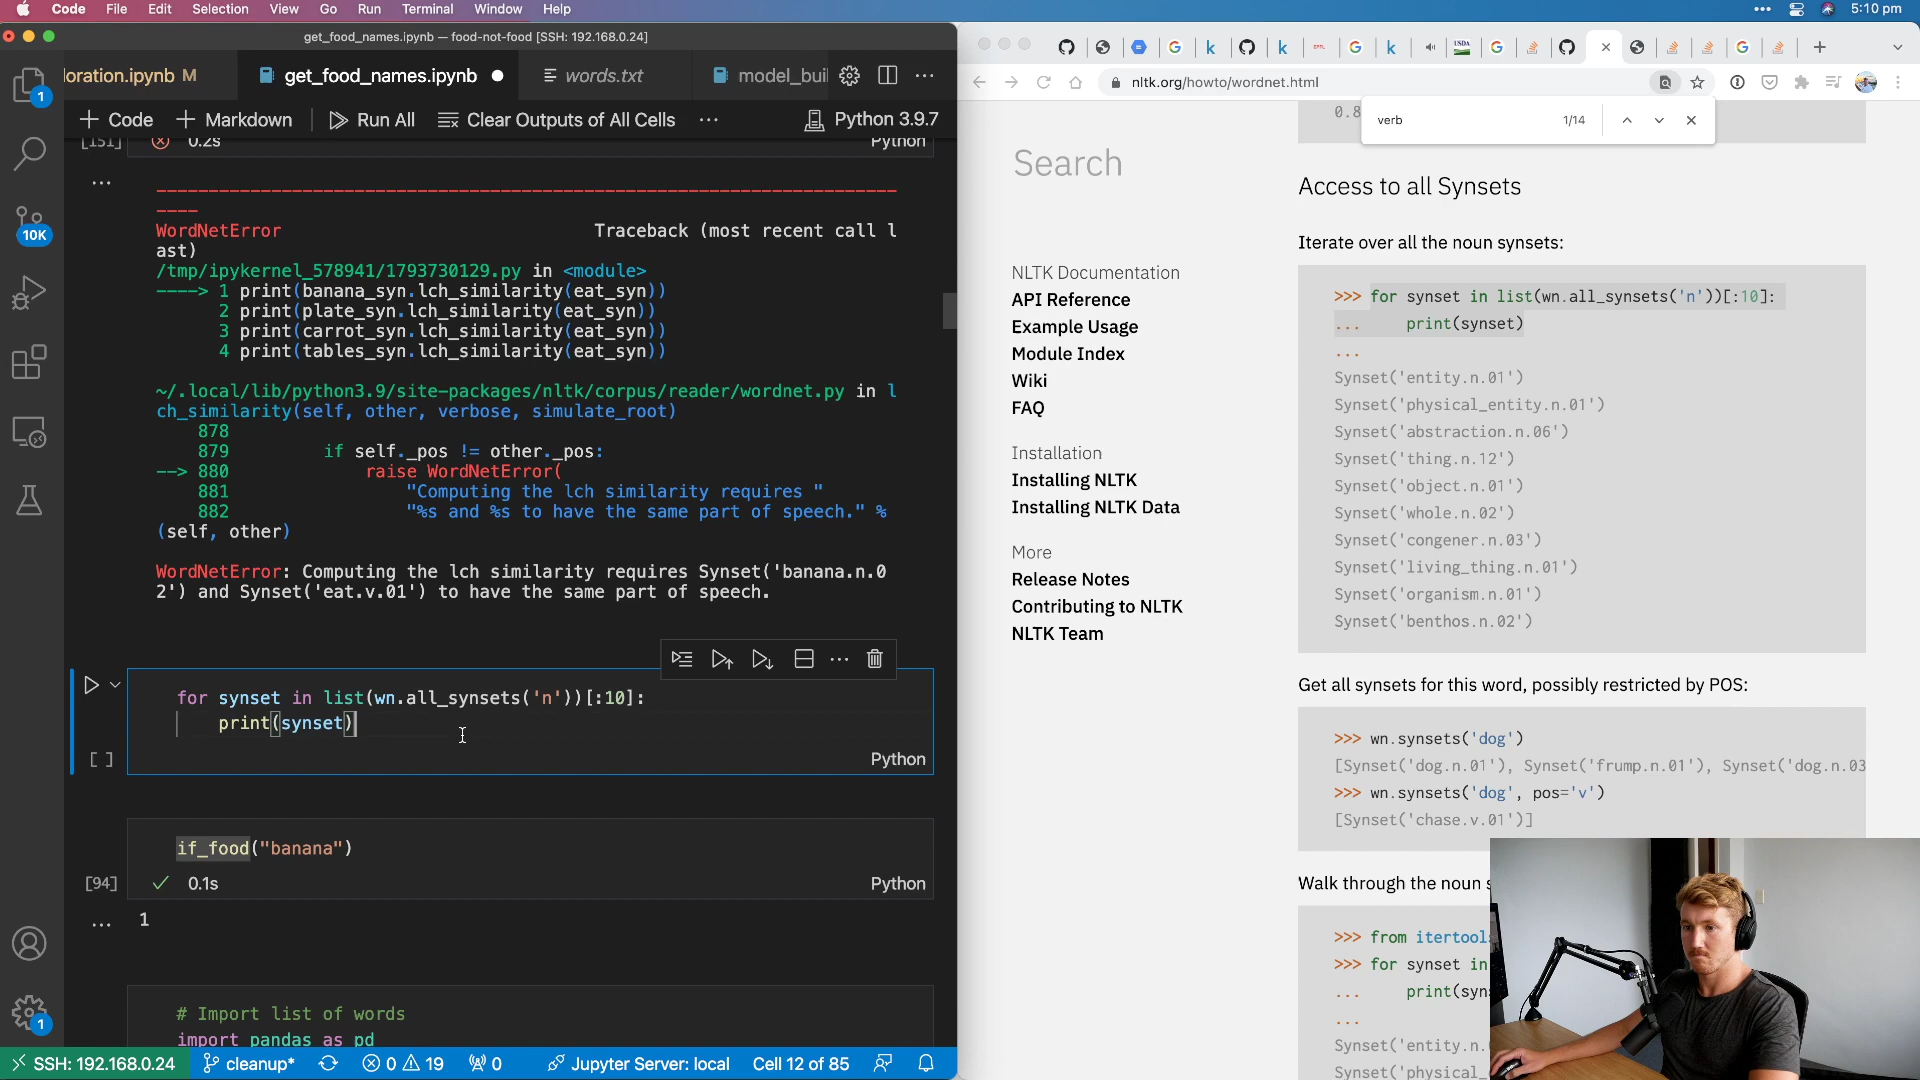 Code File Edit Selection View Go Run Terminal Window Help
5:10 pm
get_food_names.ipynb — food-not-food [SSH: 192.168.0.24]
loration.ipynb M
get_food_names.ipynb
words.txt
model_buil
+ Code + Markdown Run All Clear Outputs of All Cells ... Python 3.9.7
[151] 0.2s Python
...
---------------------------------------------------------------------------
WordNetError Traceback (most recent call l
ast)
/tmp/ipykernel_578941/1793730129.py in <module>
----> 1 print(banana_syn.lch_similarity(eat_syn))
2 print(plate_syn.lch_similarity(eat_syn))
3 print(carrot_syn.lch_similarity(eat_syn))
4 print(tables_syn.lch_similarity(eat_syn))
~/.local/lib/python3.9/site-packages/nltk/corpus/reader/wordnet.py in l
ch_similarity(self, other, verbose, simulate_root)
878
879 if self._pos != other._pos:
--> 880 raise WordNetError(
881 "Computing the lch similarity requires "
882 "%s and %s to have the same part of speech." %
(self, other)
WordNetError: Computing the lch similarity requires Synset('banana.n.0
2') and Synset('eat.v.01') to have the same part of speech.
for synset in list(wn.all_synsets('n'))[:10]:
print(synset)
[ ] Python
if_food("banana")
[94] 0.1s Python
... 1
# Import list of words
import pandas as pd
1
10K
1
SSH: 192.168.0.24 cleanup* 0 19 0 Jupyter Server: local Cell 12 of 85
nltk.org/howto/wordnet.html
verb 1/14
0.8
Search
NLTK Documentation
API Reference
Example Usage
Module Index
Wiki
FAQ
Installation
Installing NLTK
Installing NLTK Data
More
Release Notes
Contributing to NLTK
NLTK Team
Access to all Synsets
Iterate over all the noun synsets:
>>> for synset in list(wn.all_synsets('n'))[:10]:
... print(synset)
...
Synset('entity.n.01')
Synset('physical_entity.n.01')
Synset('abstraction.n.06')
Synset('thing.n.12')
Synset('object.n.01')
Synset('whole.n.02')
Synset('congener.n.03')
Synset('living_thing.n.01')
Synset('organism.n.01')
Synset('benthos.n.02')
Get all synsets for this word, possibly restricted by POS:
>>> wn.synsets('dog')
[Synset('dog.n.01'), Synset('frump.n.01'), Synset('dog.n.03
>>> wn.synsets('dog', pos='v')
[Synset('chase.v.01')]
Walk through the noun s
>>> from itertools
>>> for synset in
... print(syn
...
Synset('entity.n.
Synset('physical_